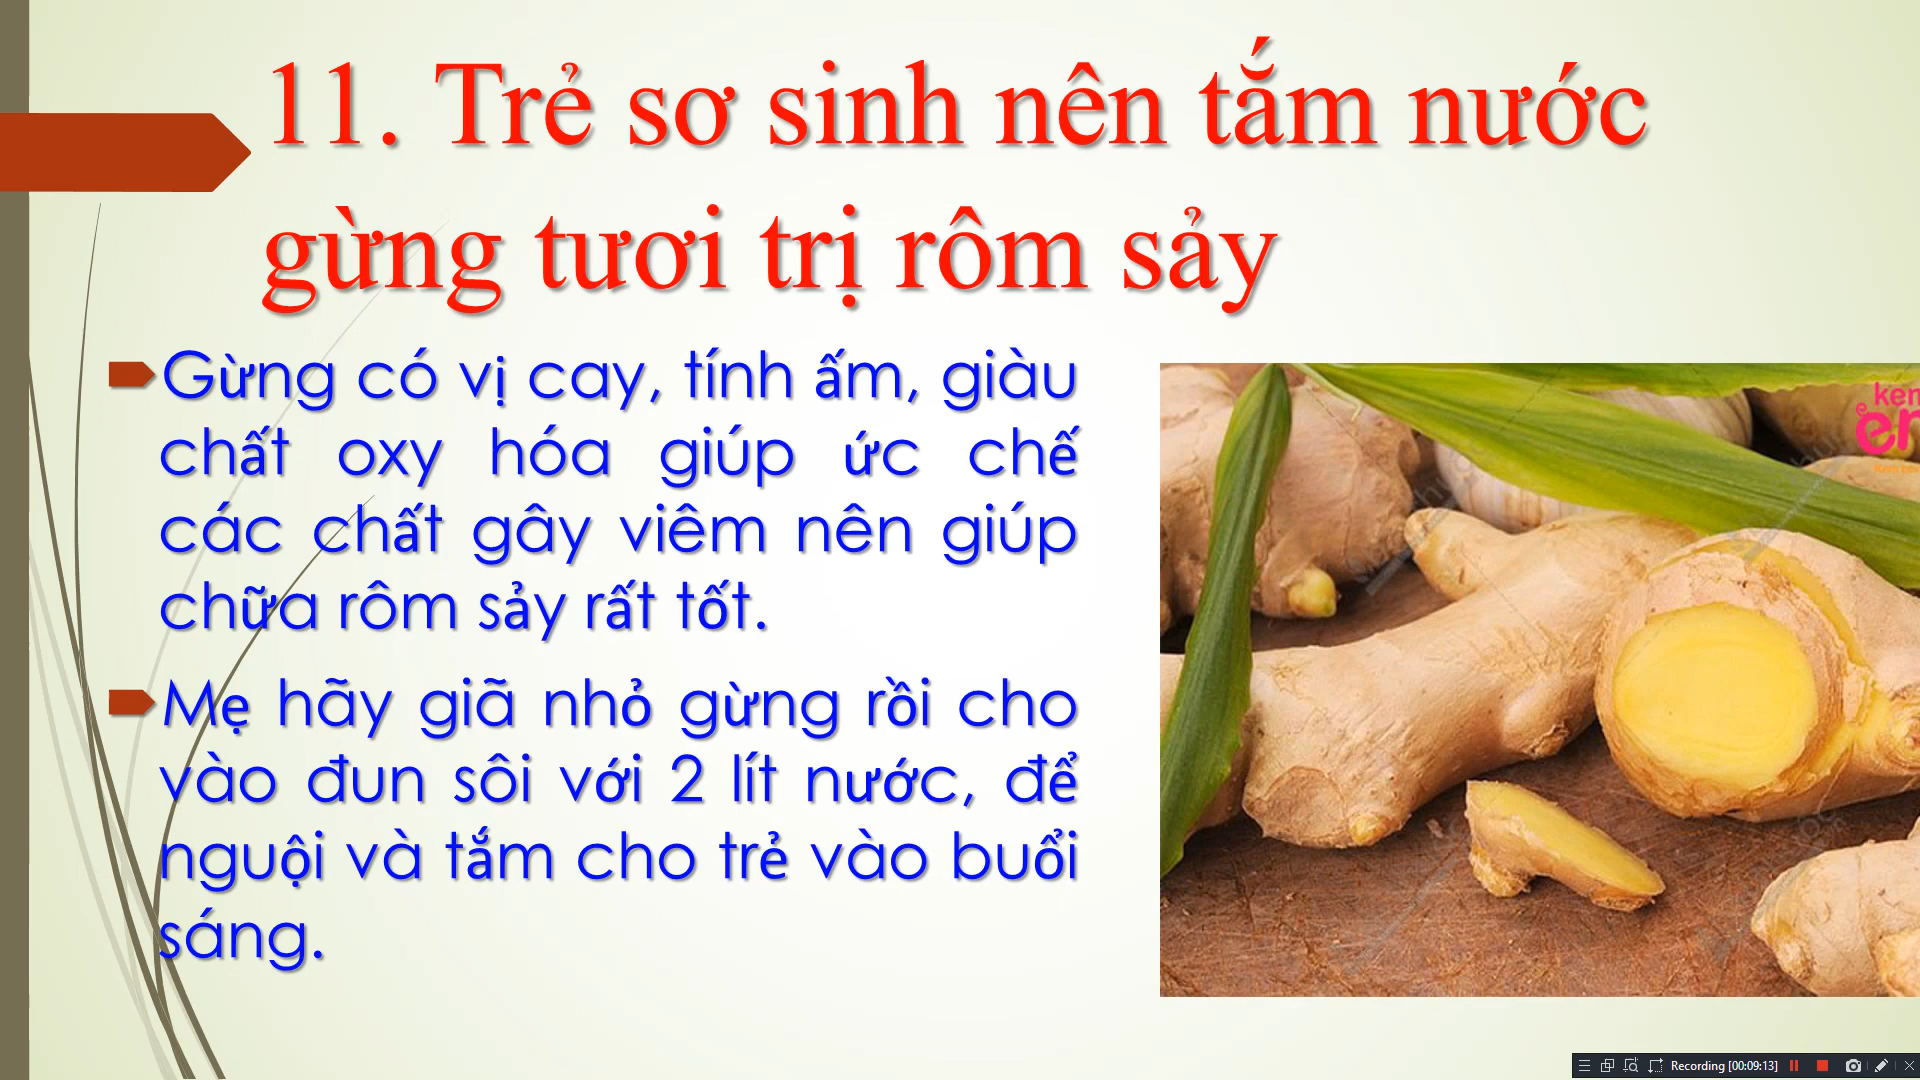 11. Trẻ sơ sinh nên tắm nước
gừng tươi trị rôm sảy
Gừng có vị cay, tính ấm, giàu
chất oxy hóa giúp ức chế
các chất gây viêm nên giúp
chữa rôm sảy rất tốt.
Mẹ hãy giã nhỏ gừng rồi cho
vào đun sôi với 2 lít nước, để
nguội và tắm cho trẻ vào buổi
sáng.
Recording [00:09:13]